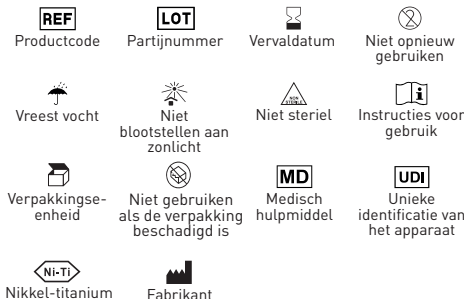 REF
Productcode
LOT
Partijnummer
Vervaldatum
2
Niet opnieuw
gebruiken
Vreest vocht
Niet
blootstellen aan
zonlicht
NON
STERILE
Niet steriel
i
Instructies voor
gebruik
Verpakkingse-
enheid
Niet gebruiken
als de verpakking
beschadigd is
MD
Medisch
hulpmiddel
UDI
Unieke
identificatie van
het apparaat
Ni-Ti
Nikkel-titanium
Fabrikant